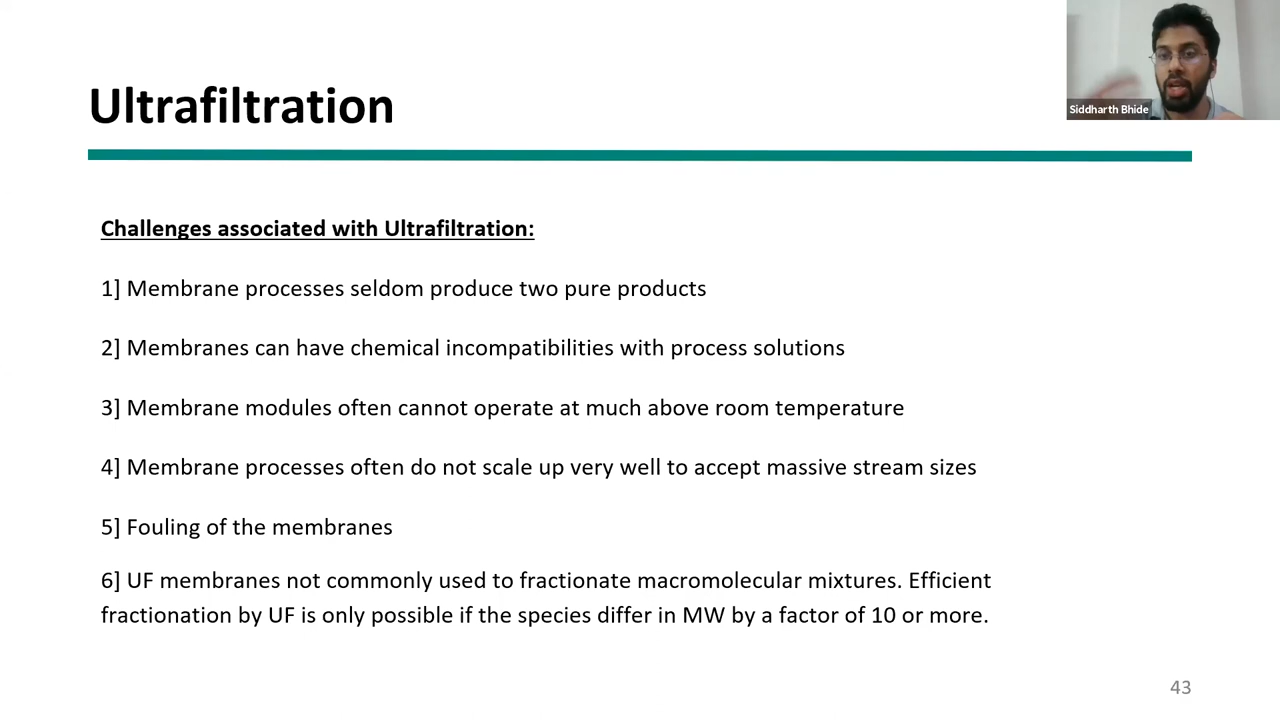 Siddharth Bhide
Ultrafiltration
Challenges associated with Ultrafiltration:
1] Membrane processes seldom produce two pure products
2] Membranes can have chemical incompatibilities with process solutions
3] Membrane modules often cannot operate at much above room temperature
4] Membrane processes often do not scale up very well to accept massive stream sizes
5] Fouling of the membranes
6] UF membranes not commonly used to fractionate macromolecular mixtures. Efficient
fractionation by UF is only possible if the species differ in MW by a factor of 10 or more.
43